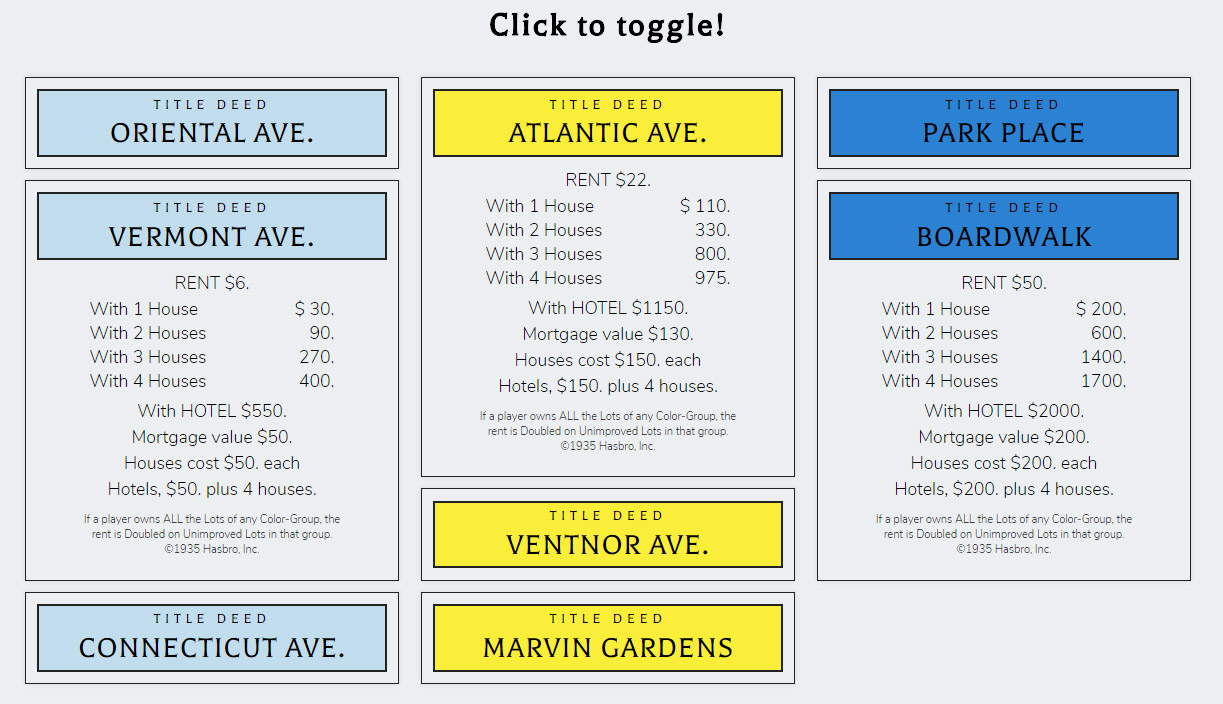 Click to toggle!
TITLE DEED
ORIENTAL AVE.
TITLE DEED
VERMONT AVE.
RENT $6.
With 1 House $ 30.
With 2 Houses 90.
With 3 Houses 270.
With 4 Houses 400.
With HOTEL $550.
Mortgage value $50.
Houses cost $50. each
Hotels, $50. plus 4 houses.
If a player owns ALL the Lots of any Color-Group, the
rent is Doubled on Unimproved Lots in that group.
©1935 Hasbro, Inc.
TITLE DEED
CONNECTICUT AVE.
TITLE DEED
ATLANTIC AVE.
RENT $22.
With 1 House $ 110.
With 2 Houses 330.
With 3 Houses 800.
With 4 Houses 975.
With HOTEL $1150.
Mortgage value $130.
Houses cost $150. each
Hotels, $150. plus 4 houses.
If a player owns ALL the Lots of any Color-Group, the
rent is Doubled on Unimproved Lots in that group.
©1935 Hasbro, Inc.
TITLE DEED
VENTNOR AVE.
TITLE DEED
MARVIN GARDENS
TITLE DEED
PARK PLACE
TITLE DEED
BOARDWALK
RENT $50.
With 1 House $ 200.
With 2 Houses 600.
With 3 Houses 1400.
With 4 Houses 1700.
With HOTEL $2000.
Mortgage value $200.
Houses cost $200. each
Hotels, $200. plus 4 houses.
If a player owns ALL the Lots of any Color-Group, the
rent is Doubled on Unimproved Lots in that group.
©1935 Hasbro, Inc.